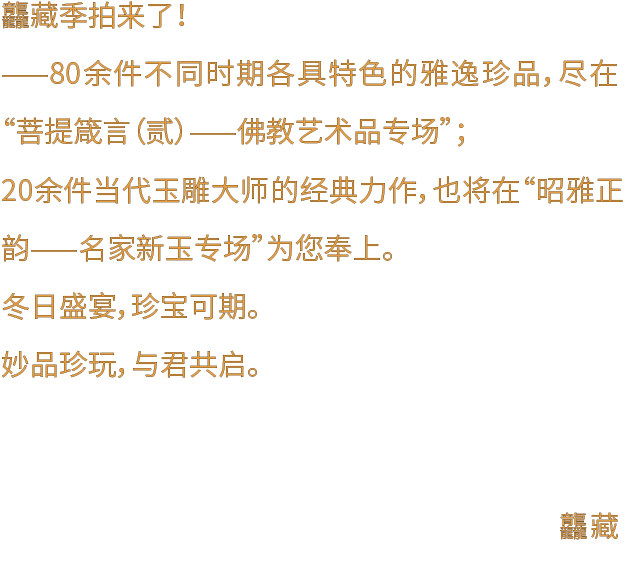 藏季拍来了！
——80余件不同时期各具特色的雅逸珍品，尽在
“菩提箴言（贰）——佛教艺术品专场”；
20余件当代玉雕大师的经典力作，也将在“昭雅正
韵——名家新玉专场”为您奉上。
冬日盛宴，珍宝可期。
妙品珍玩，与君共启。
藏